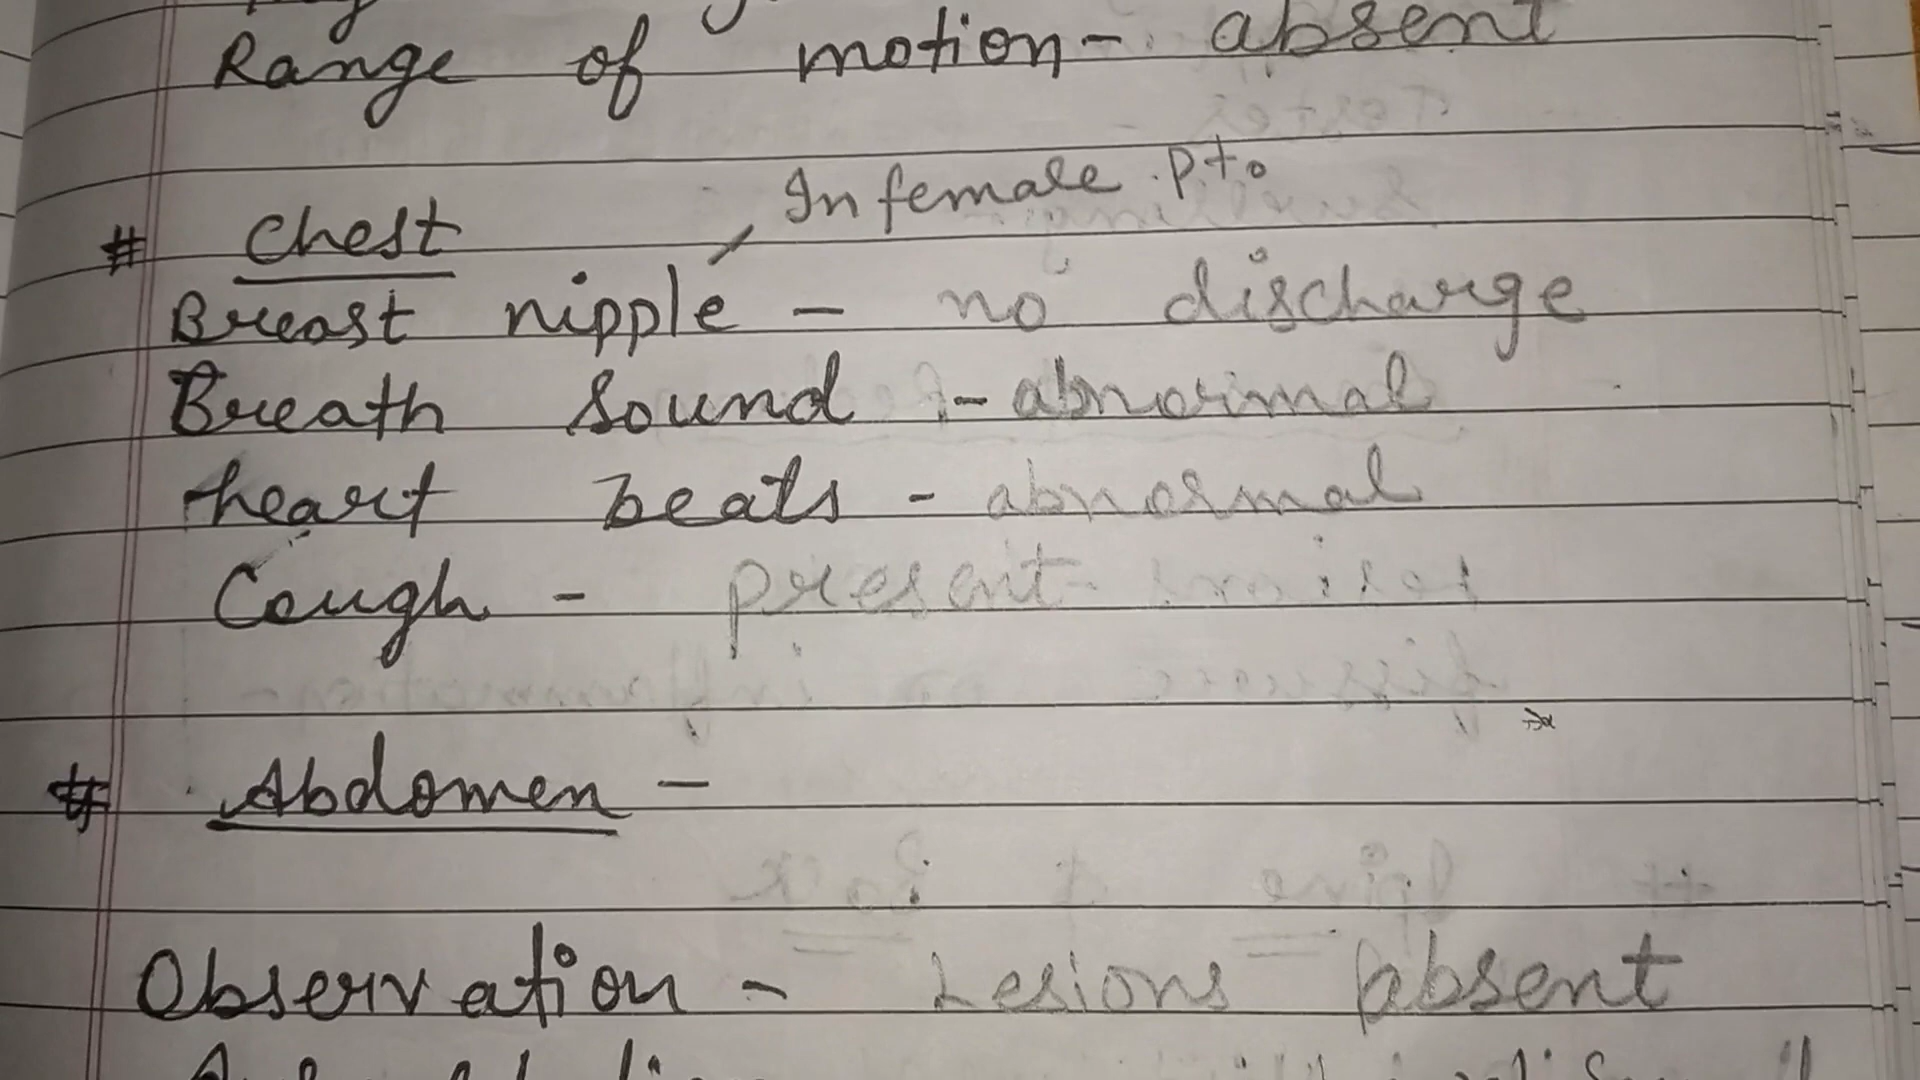 Range of motion - absent
In female pt.
# Chest
Breast nipple - no discharge
Breath sound - abnormal
heart beats - abnormal
Cough - present
# Abdomen -
Observation - Lesions absent